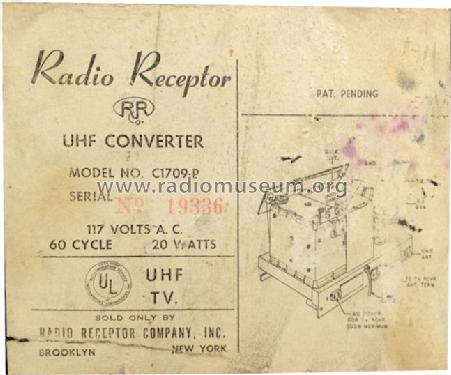 Radio Receptor
RR
Co.
UHF CONVERTER
MODEL NO. C1709-P
www.radiomuseum.org
SERIAL
No 19336
117 VOLTS A.C.
60 CYCLE 20 WATTS
UL
UHF
TV.
SOLD ONLY BY
RADIO RECEPTOR COMPANY, INC.
BROOKLYN NEW YORK
PAT. PENDING